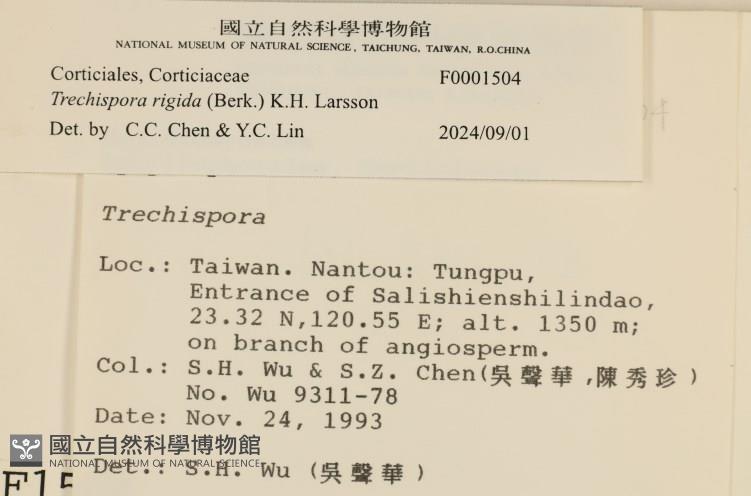 國立自然科學博物館
NATIONAL MUSEUM OF NATURAL SCIENCE, TAICHUNG, TAIWAN, R.O.CHINA
Corticiales, Corticiaceae F0001504
Trechispora rigida (Berk.) K.H. Larsson
Det. by C.C. Chen & Y.C. Lin 2024/09/01
Trechispora
Loc.: Taiwan. Nantou: Tungpu,
Entrance of Salishienshilindao,
23.32 N,120.55 E; alt. 1350 m;
on branch of angiosperm.
Col.: S.H. Wu & S.Z. Chen(吳聲華,陳秀珍)
No. Wu 9311-78
Date: Nov. 24, 1993
國立自然科學博物館
NATIONAL MUSEUM OF NATURAL SCIENCE
Det.: S.H. Wu (吳聲華)